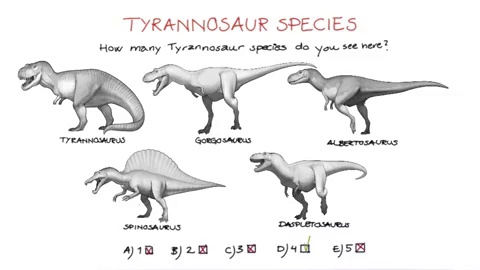 TYRANNOSAUR SPECIES
How many Tyrannosaur species do you see here?
TYRANNOSAURUS GORGOSAURUS ALBERTOSAURUS
SPINOSAURUS DASPLETOSAURUS
A) 1 B) 2 C) 3 D) 4 E) 5